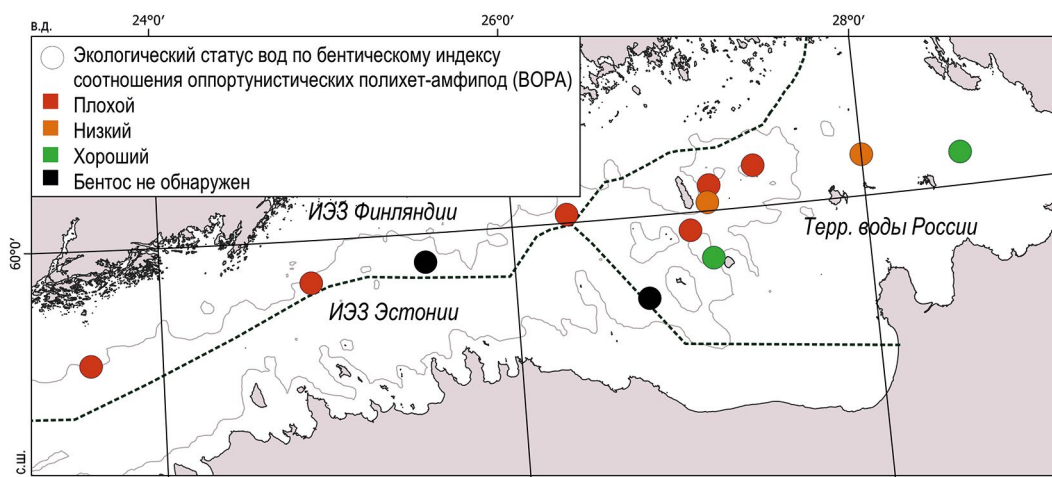 в.д.
24°0′
26°0′
28°0′
Экологический статус вод по бентическому индексу
соотношения оппортунистических полихет-амфипод (BOPA)
Плохой
Низкий
Хороший
Бентос не обнаружен
ИЭЗ Финляндии
Терр. воды России
60°0′
ИЭЗ Эстонии
с.ш.